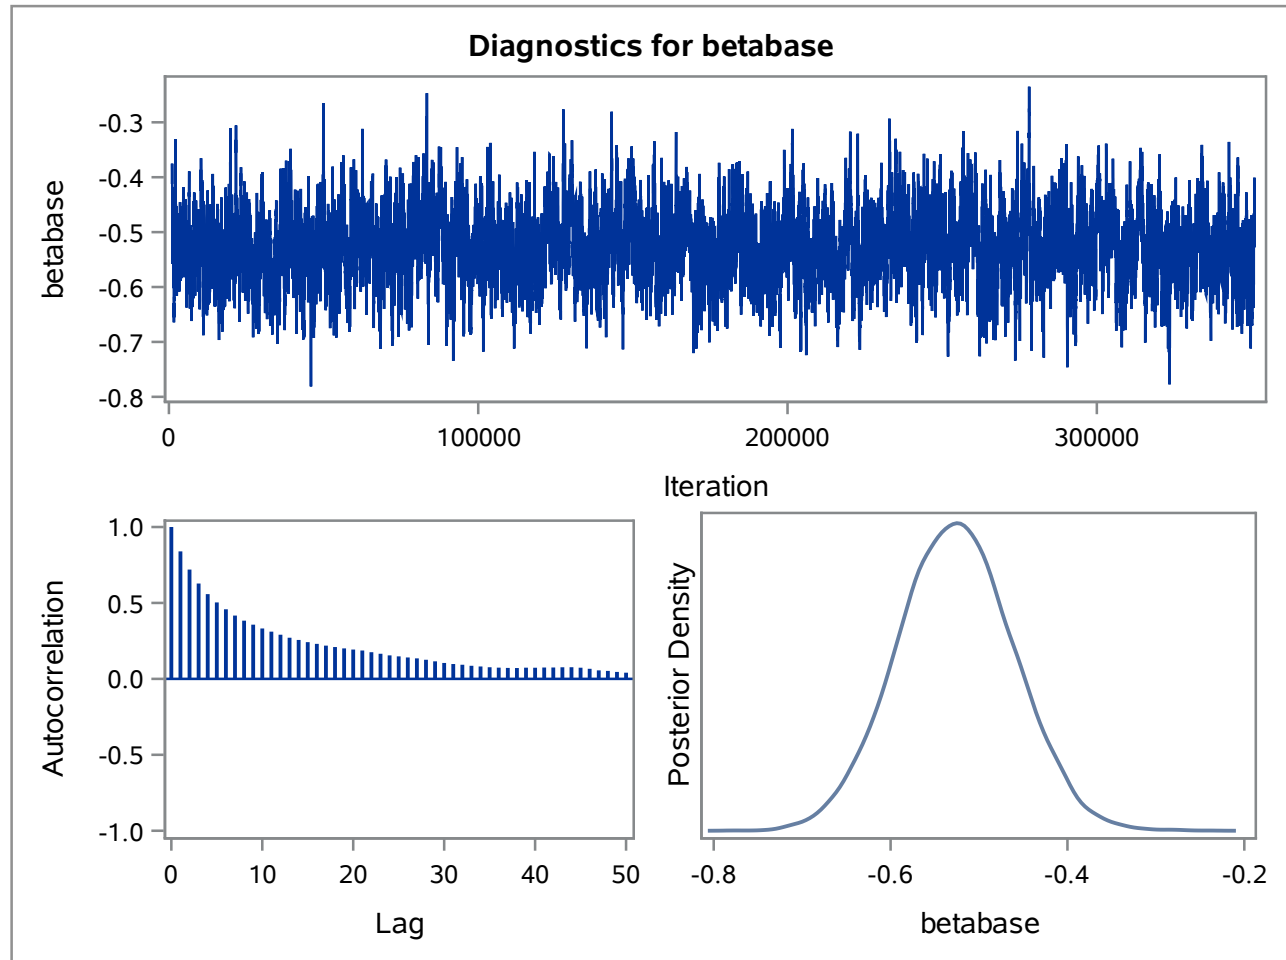 Diagnostics for betabase
betabase
-0.3
-0.4
-0.5
-0.6
-0.7
-0.8
0 100000 200000 300000
Iteration
Autocorrelation
1.0
0.5
0.0
-0.5
-1.0
0 10 20 30 40 50
Lag
Posterior Density
-0.8 -0.6 -0.4 -0.2
betabase